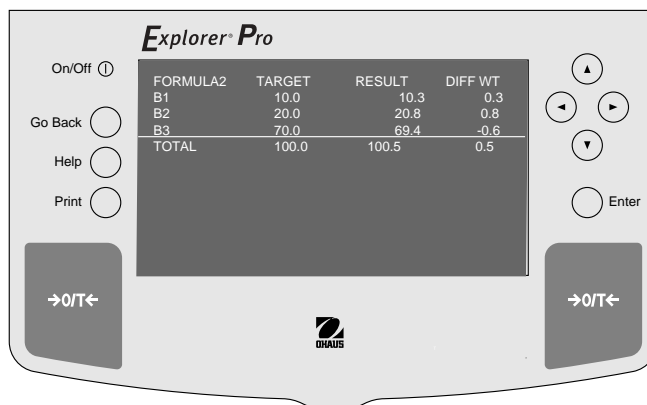 Explorer® Pro
On/Off
Go Back
Help
Print
FORMULA2 TARGET RESULT DIFF WT
B1 10.0 10.3 0.3
B2 20.0 20.8 0.8
B3 70.0 69.4 -0.6
TOTAL 100.0 100.5 0.5
Enter
→0/T←
→0/T←
OHAUS